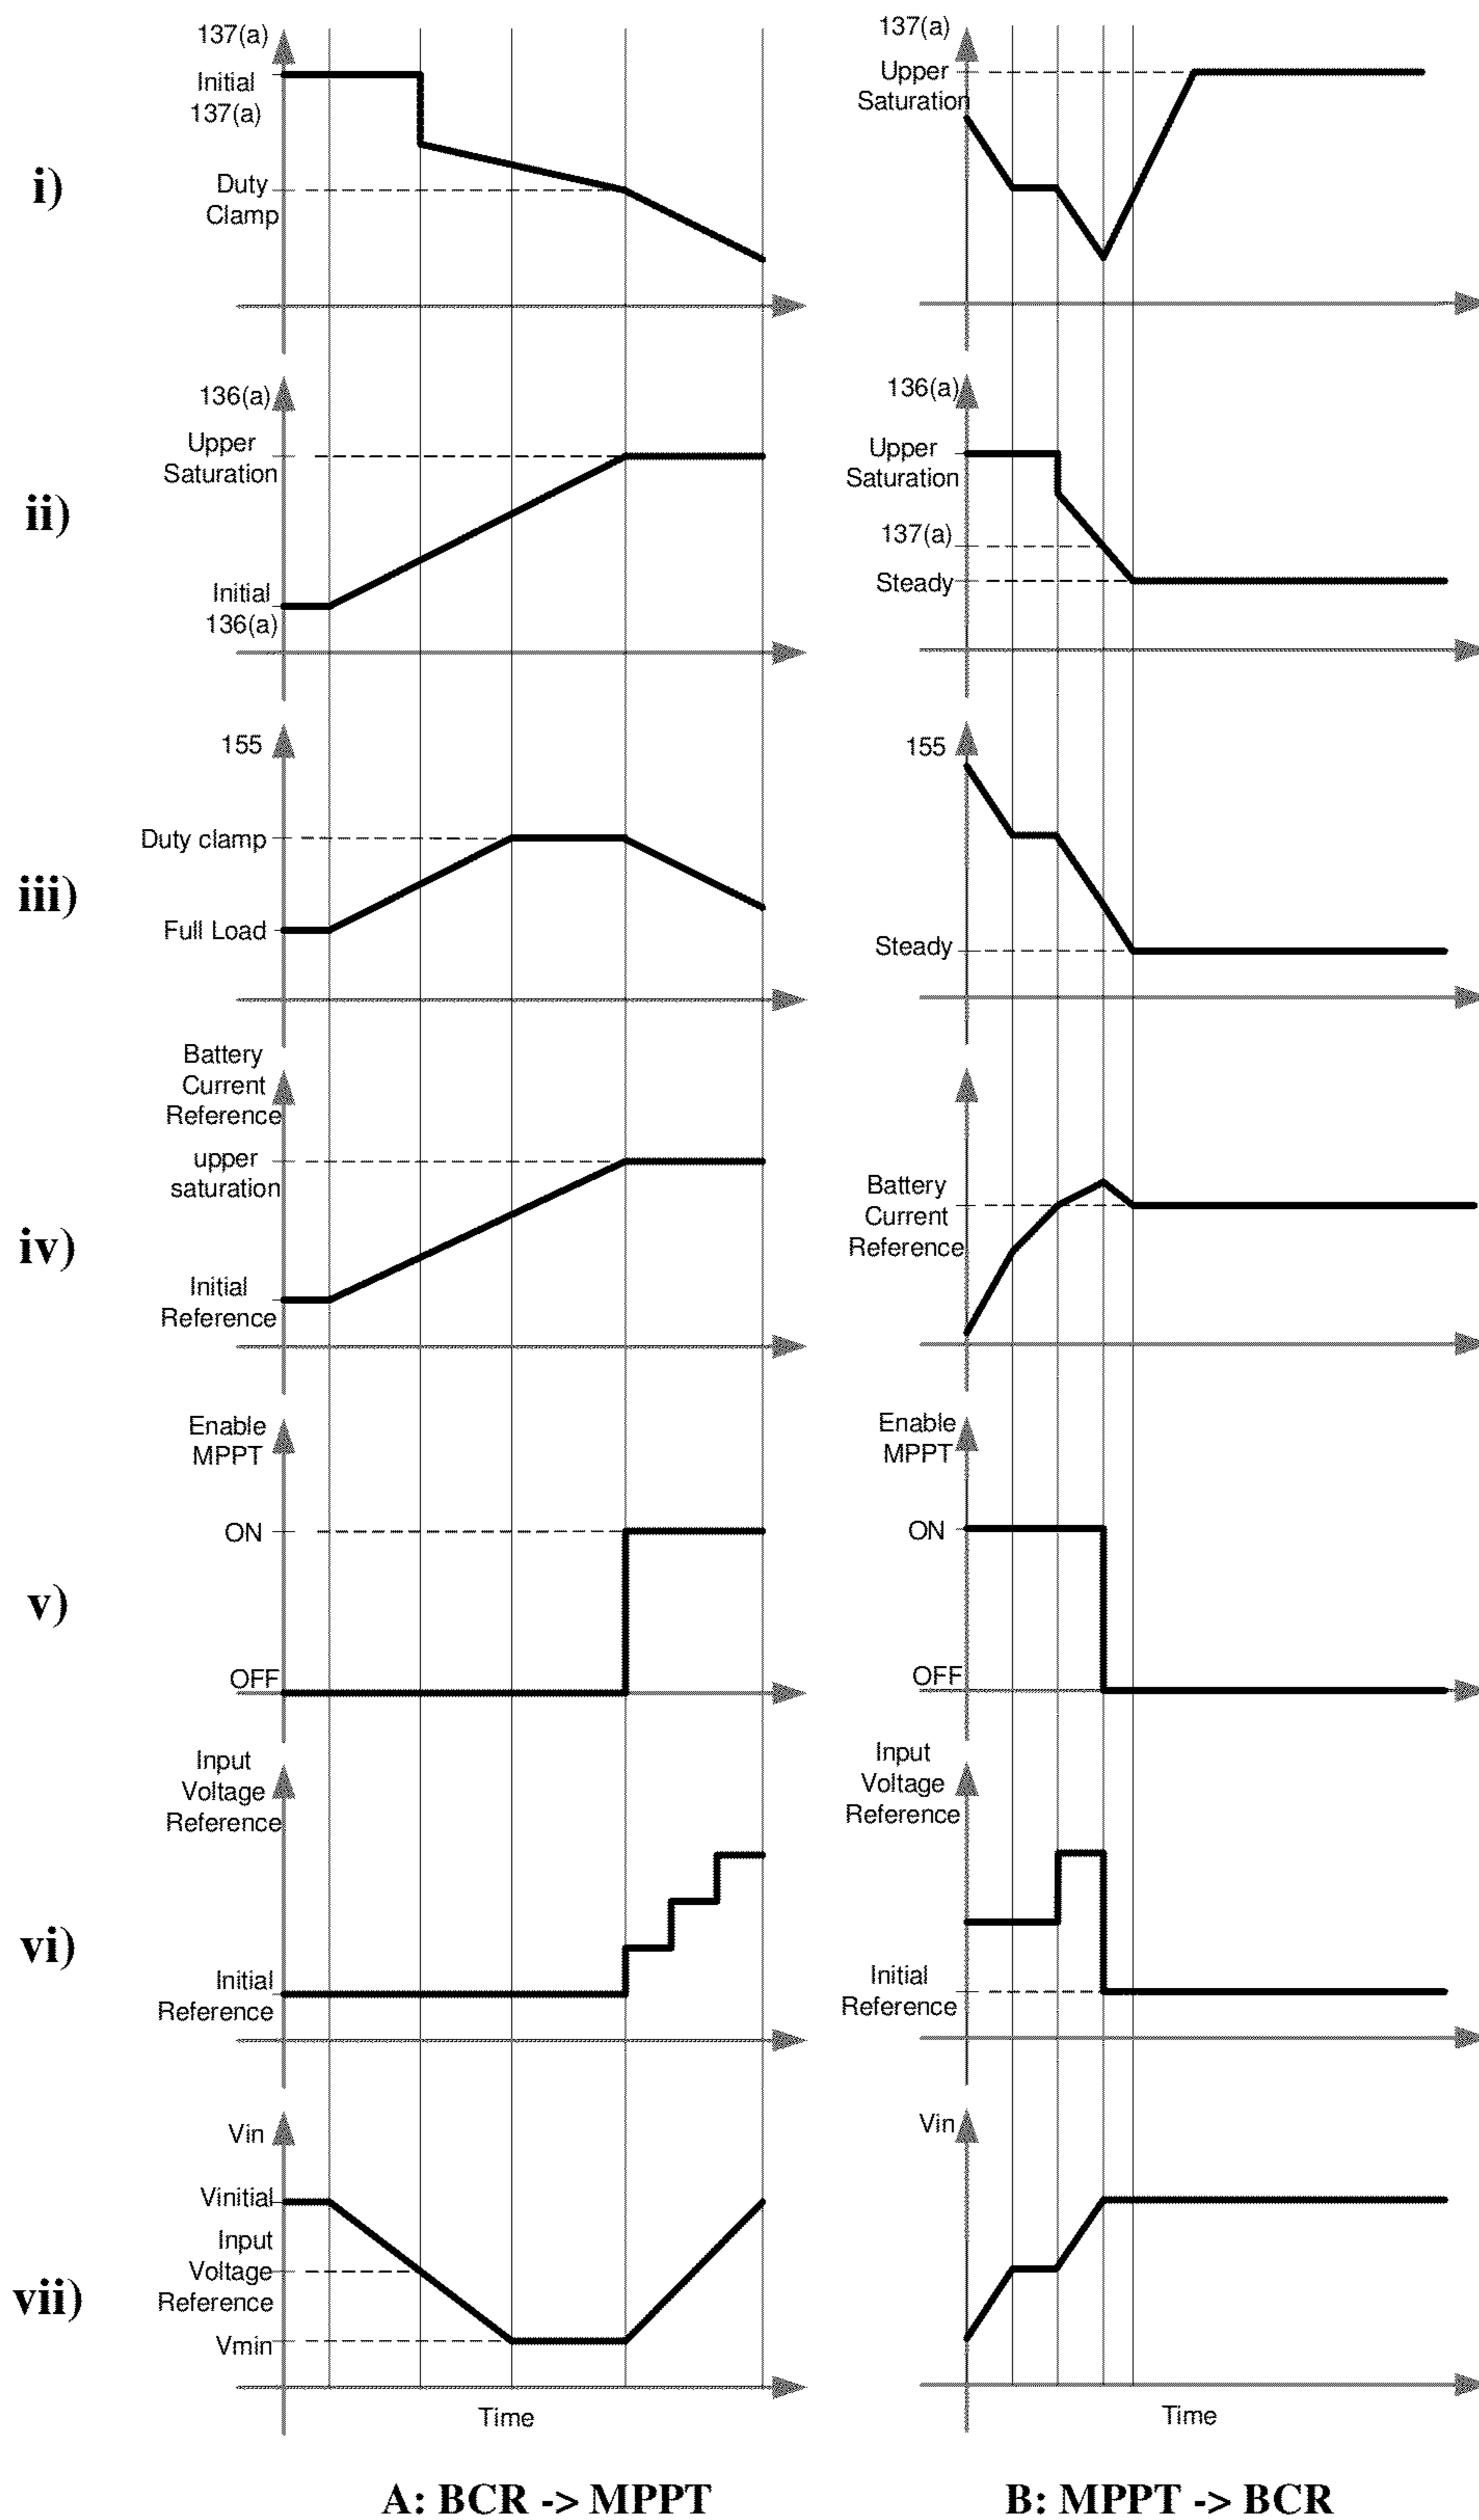 137(a)
Initial
137(a)
Duty
Clamp
i)
137(a)
Upper
Saturation
136(a)
Upper
Saturation
ii)
Initial
136(a)
136(a)
Upper
Saturation
137(a)
Steady
155
Duty clamp
iii)
Full Load
155
Steady
Battery
Current
Reference
upper
saturation
iv)
Initial
Reference
Battery
Current
Reference
Enable
MPPT
ON
v)
OFF
Enable
MPPT
ON
OFF
Input
Voltage
Reference
vi)
Initial
Reference
Input
Voltage
Reference
Initial
Reference
Vin
Vinitial
Input
Voltage
Reference
vii)
Vmin
Time
Vin
Time
A: BCR -> MPPT
B: MPPT -> BCR